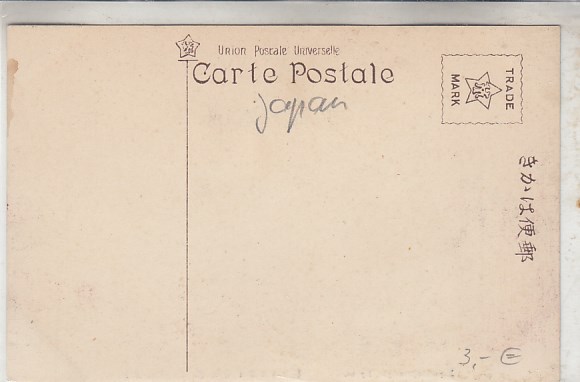 Union Postale Universelle
Carte Postale
Japan
TRADE
MARK
きかは便郵
3,- €